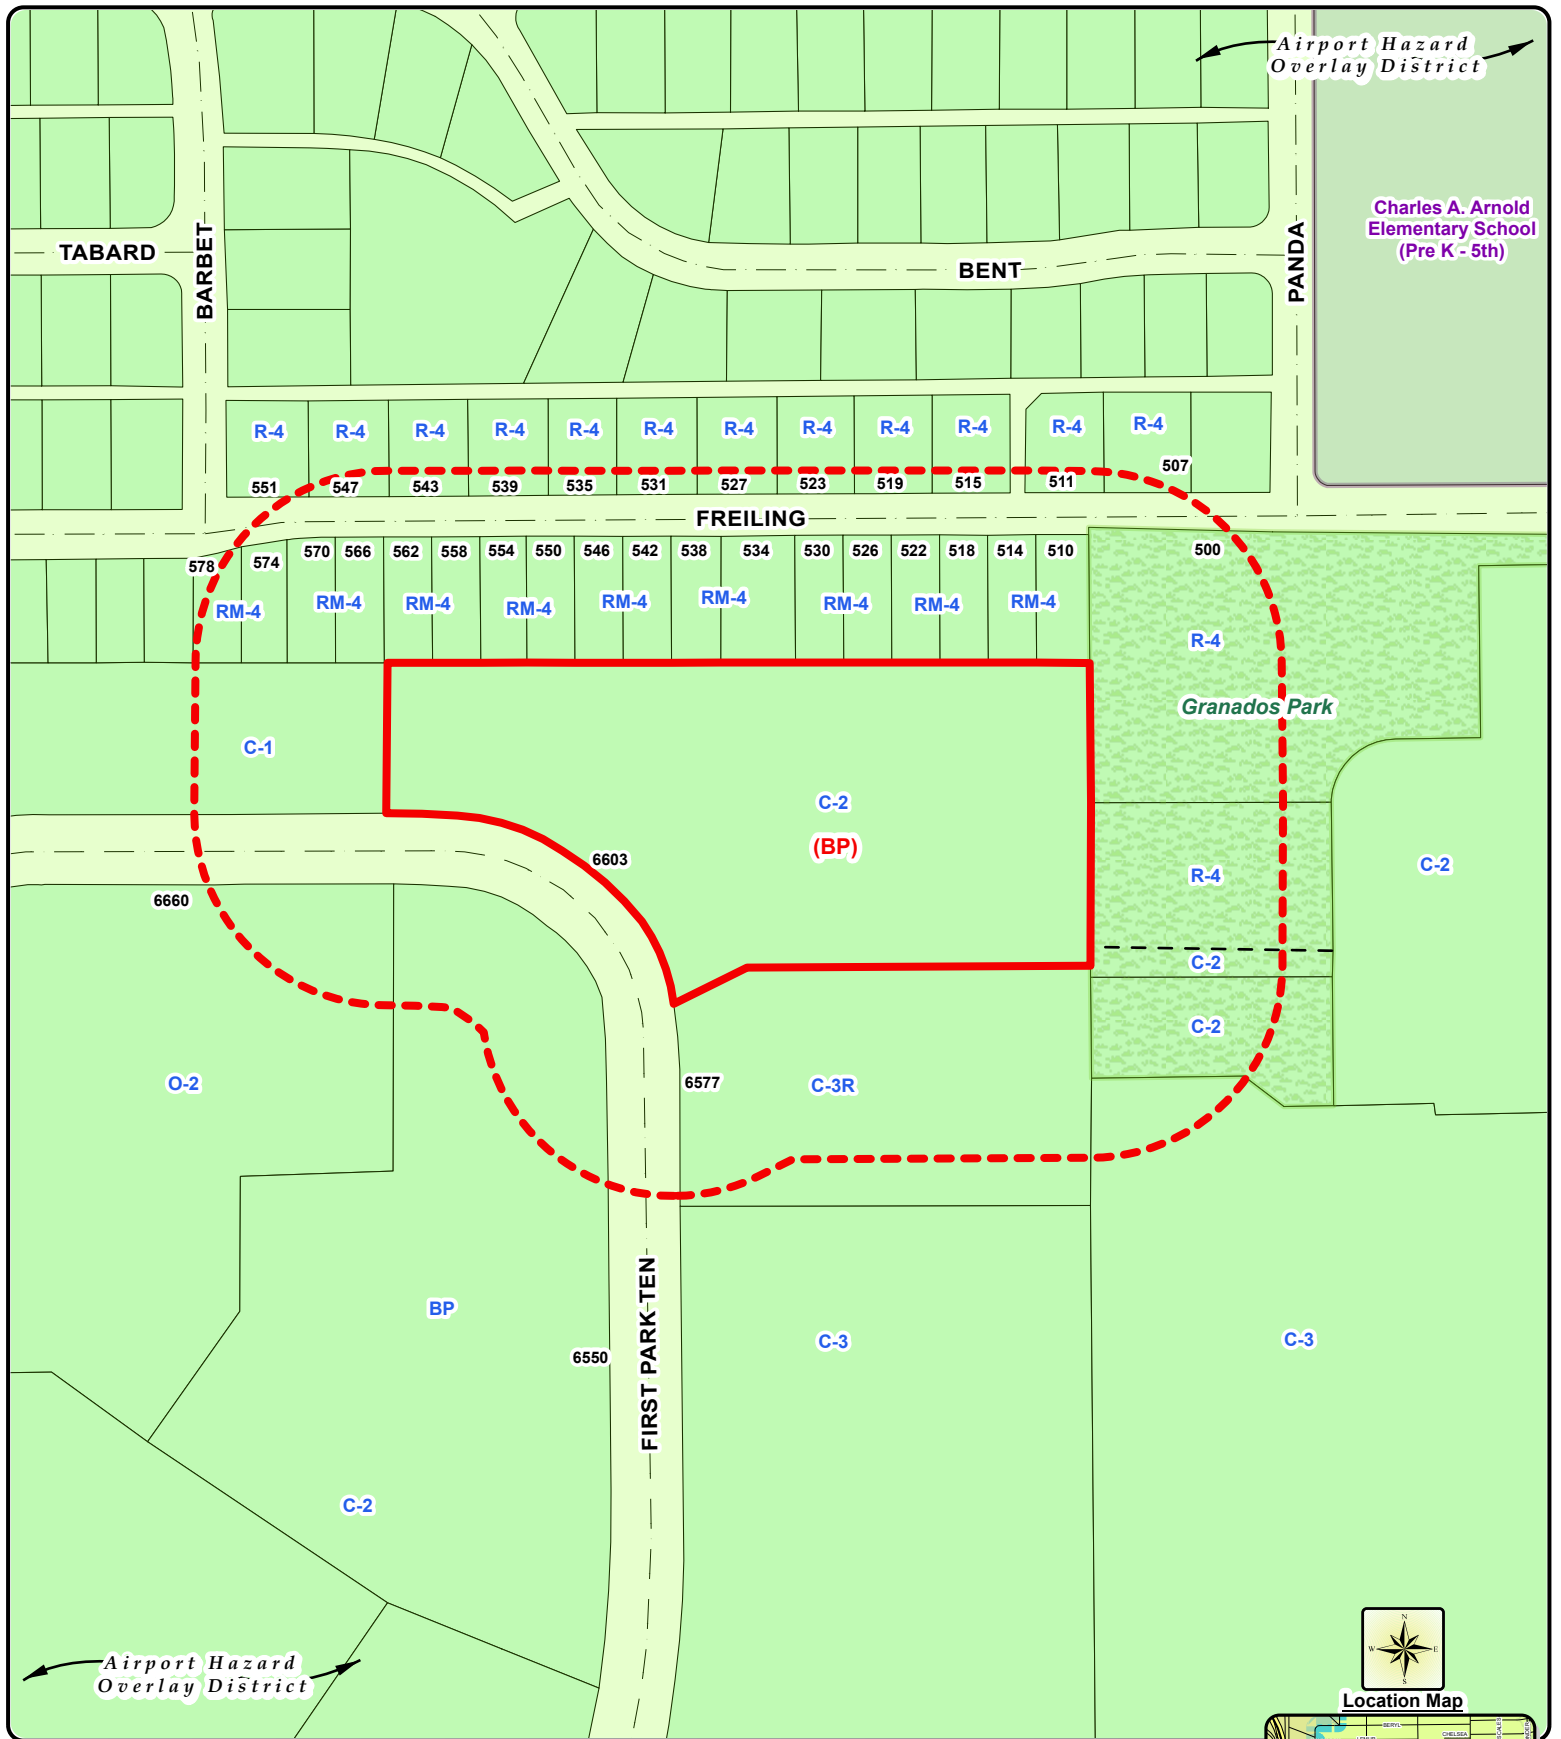 Airport Hazard
Overlay District
Charles A. Arnold
Elementary School
(Pre K - 5th)
TABARD
BARBET
BENT
PANDA
R-4 R-4 R-4 R-4 R-4 R-4 R-4 R-4 R-4 R-4 R-4 R-4
551 547 543 539 535 531 527 523 519 515 511 507
FREILING
578 574 570 566 562 558 554 550 546 542 538 534 530 526 522 518 514 510 500
RM-4 RM-4 RM-4 RM-4 RM-4 RM-4 RM-4 RM-4 RM-4
R-4
Granados Park
C-1
C-2
(BP)
6603
R-4
C-2
6660
C-2
C-2
O-2
6577
C-3R
BP
6550
FIRST PARK TEN
C-3
C-3
C-2
Airport Hazard
Overlay District
N
W E
S
Location Map
BERYL
CHELSEA